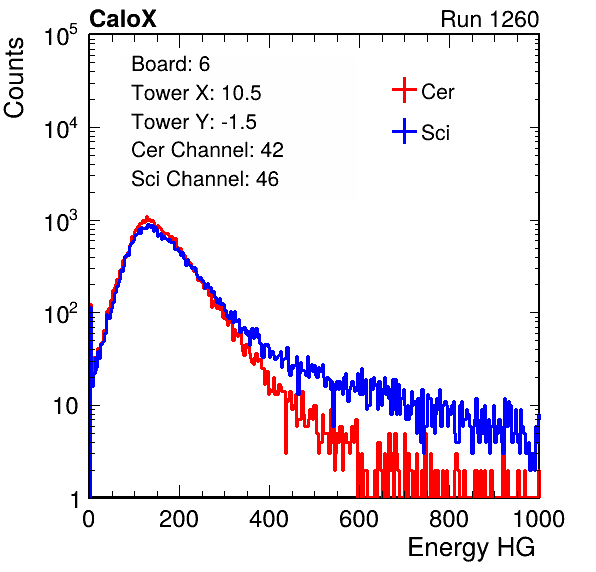 CaloX Run 1260
Counts
10^5
10^4
10^3
10^2
10
1
Board: 6
Tower X: 10.5
Tower Y: -1.5
Cer Channel: 42
Sci Channel: 46
Cer
Sci
0 200 400 600 800 1000
Energy HG